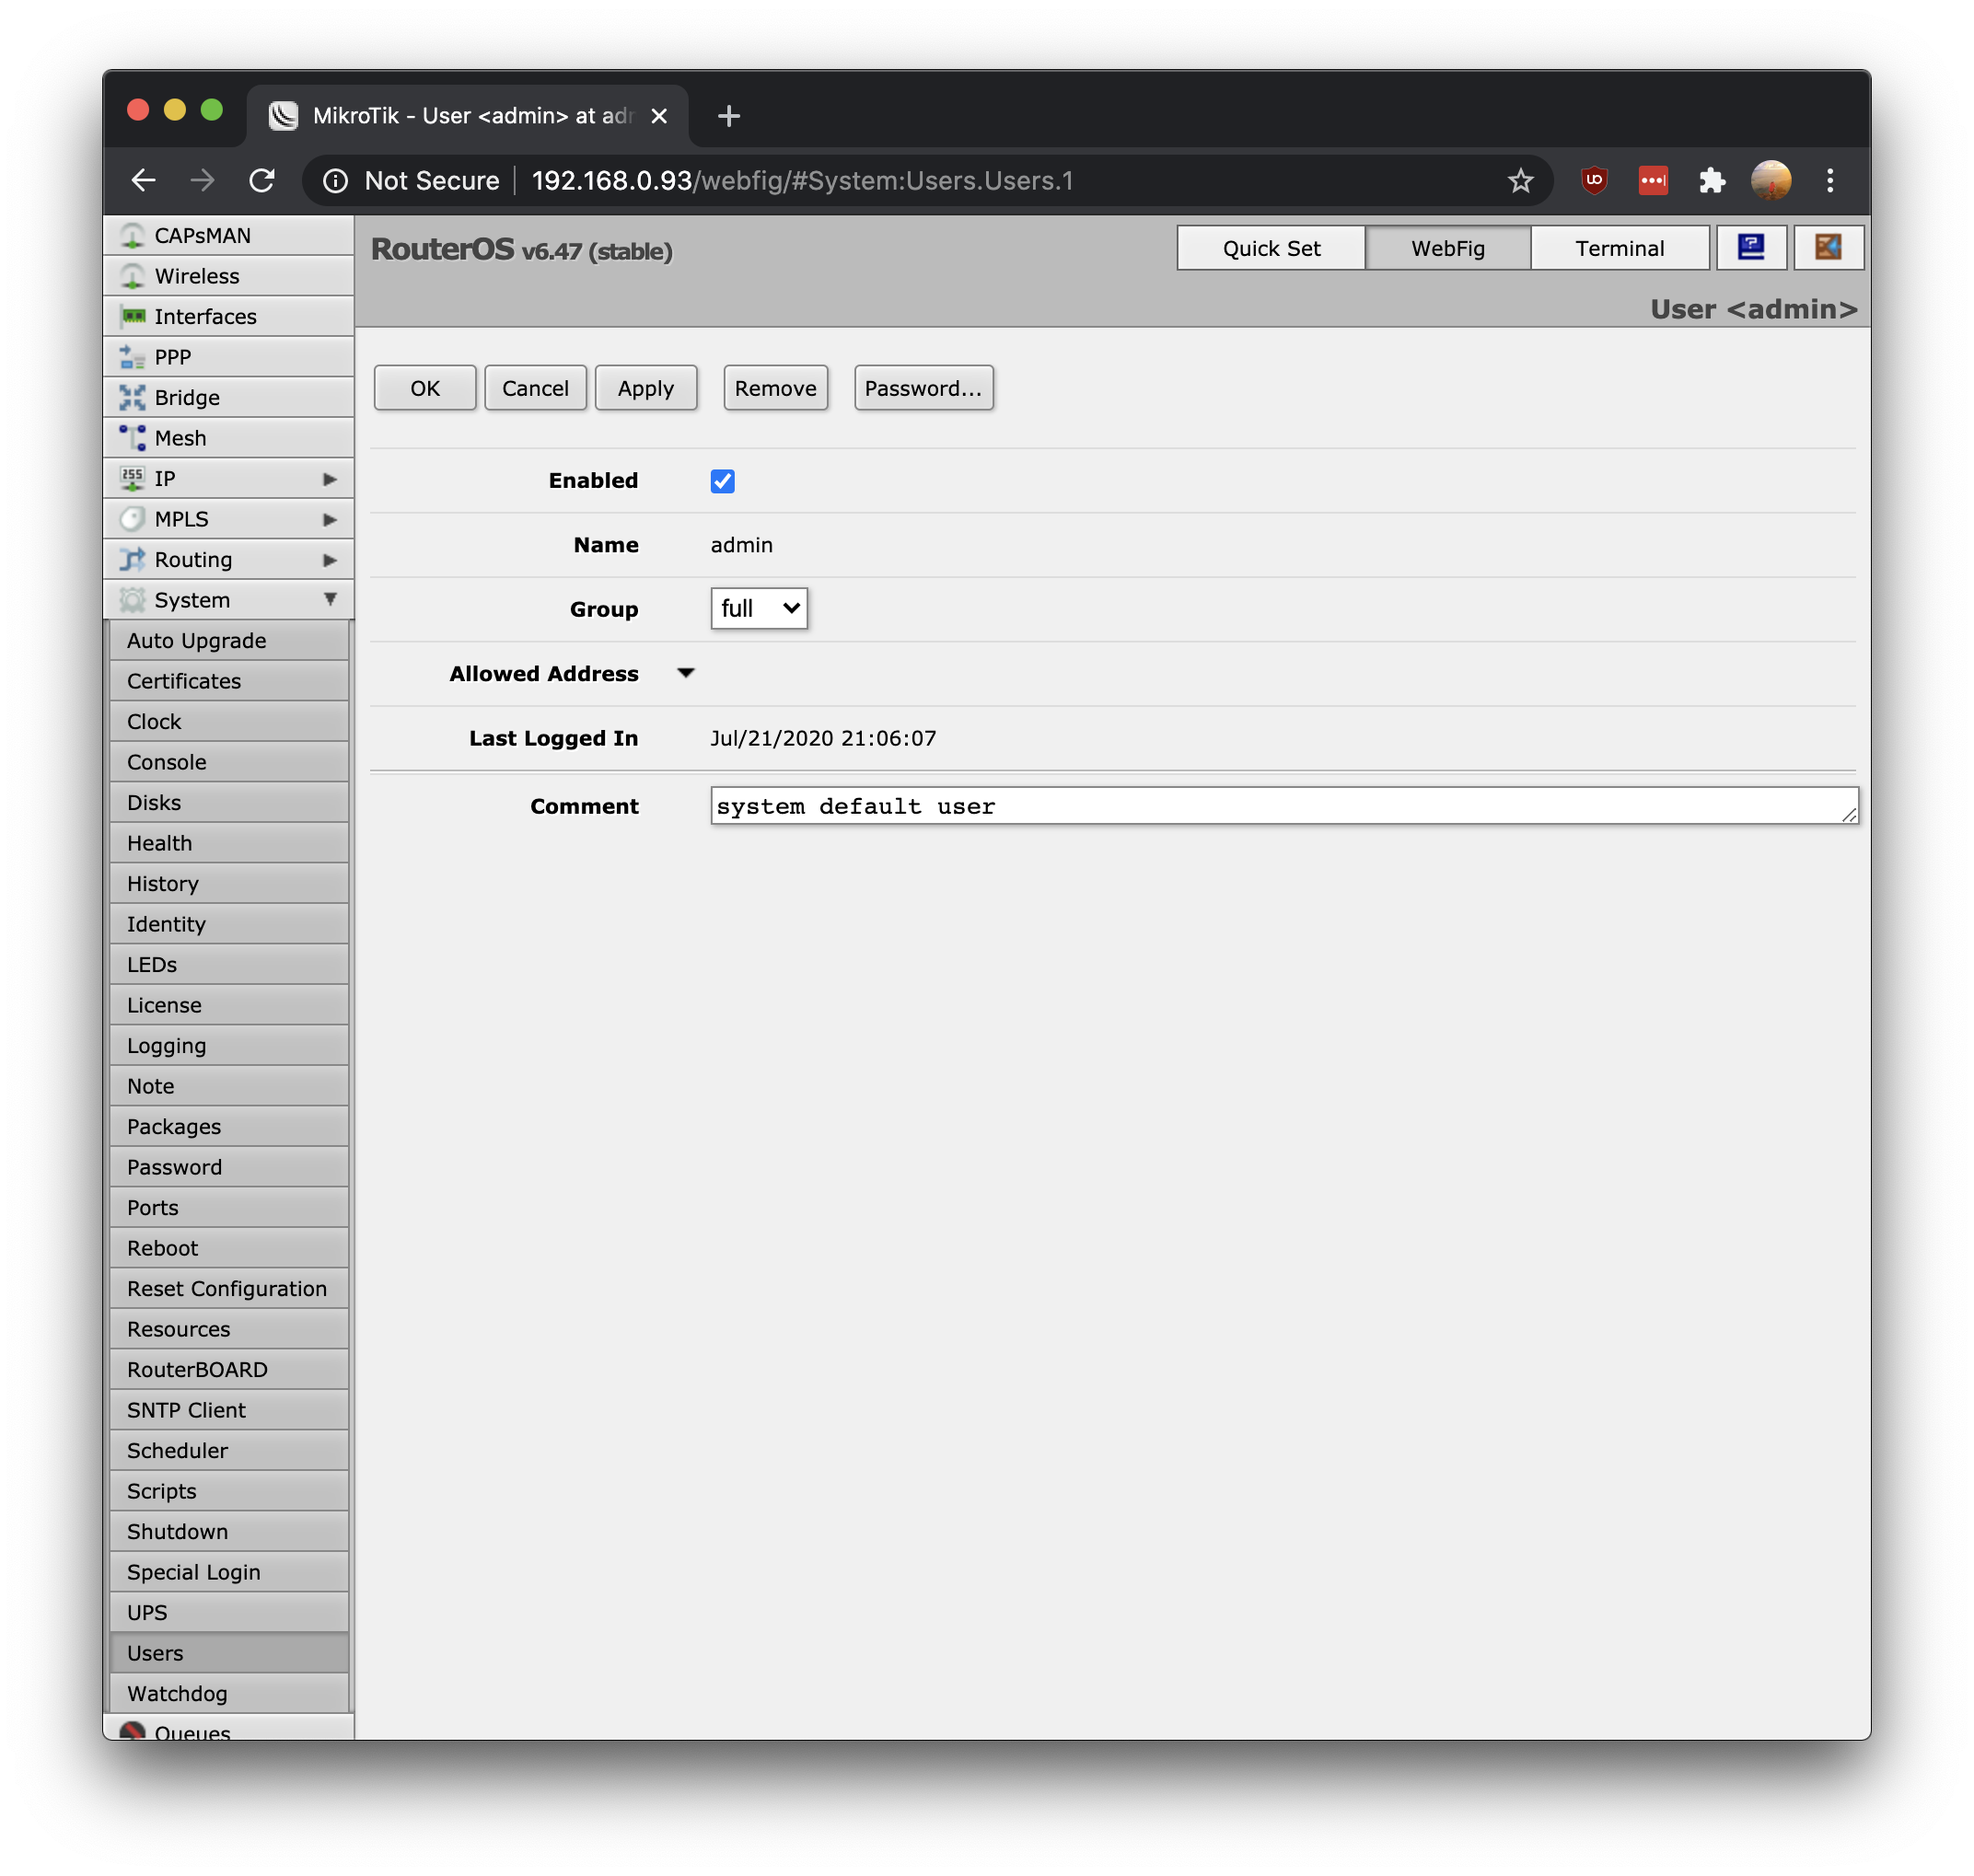 MikroTik - User <admin> at adr
Not Secure 192.168.0.93/webfig/#System:Users.Users.1
CAPsMAN
Wireless
Interfaces
PPP
Bridge
Mesh
255 IP
MPLS
Routing
System
Auto Upgrade
Certificates
Clock
Console
Disks
Health
History
Identity
LEDs
License
Logging
Note
Packages
Password
Ports
Reboot
Reset Configuration
Resources
RouterBOARD
SNTP Client
Scheduler
Scripts
Shutdown
Special Login
UPS
Users
Watchdog
Queues
RouterOS v6.47 (stable)
Quick Set WebFig Terminal
User <admin>
OK Cancel Apply Remove Password...
Enabled
Name admin
Group full
Allowed Address
Last Logged In Jul/21/2020 21:06:07
Comment system default user